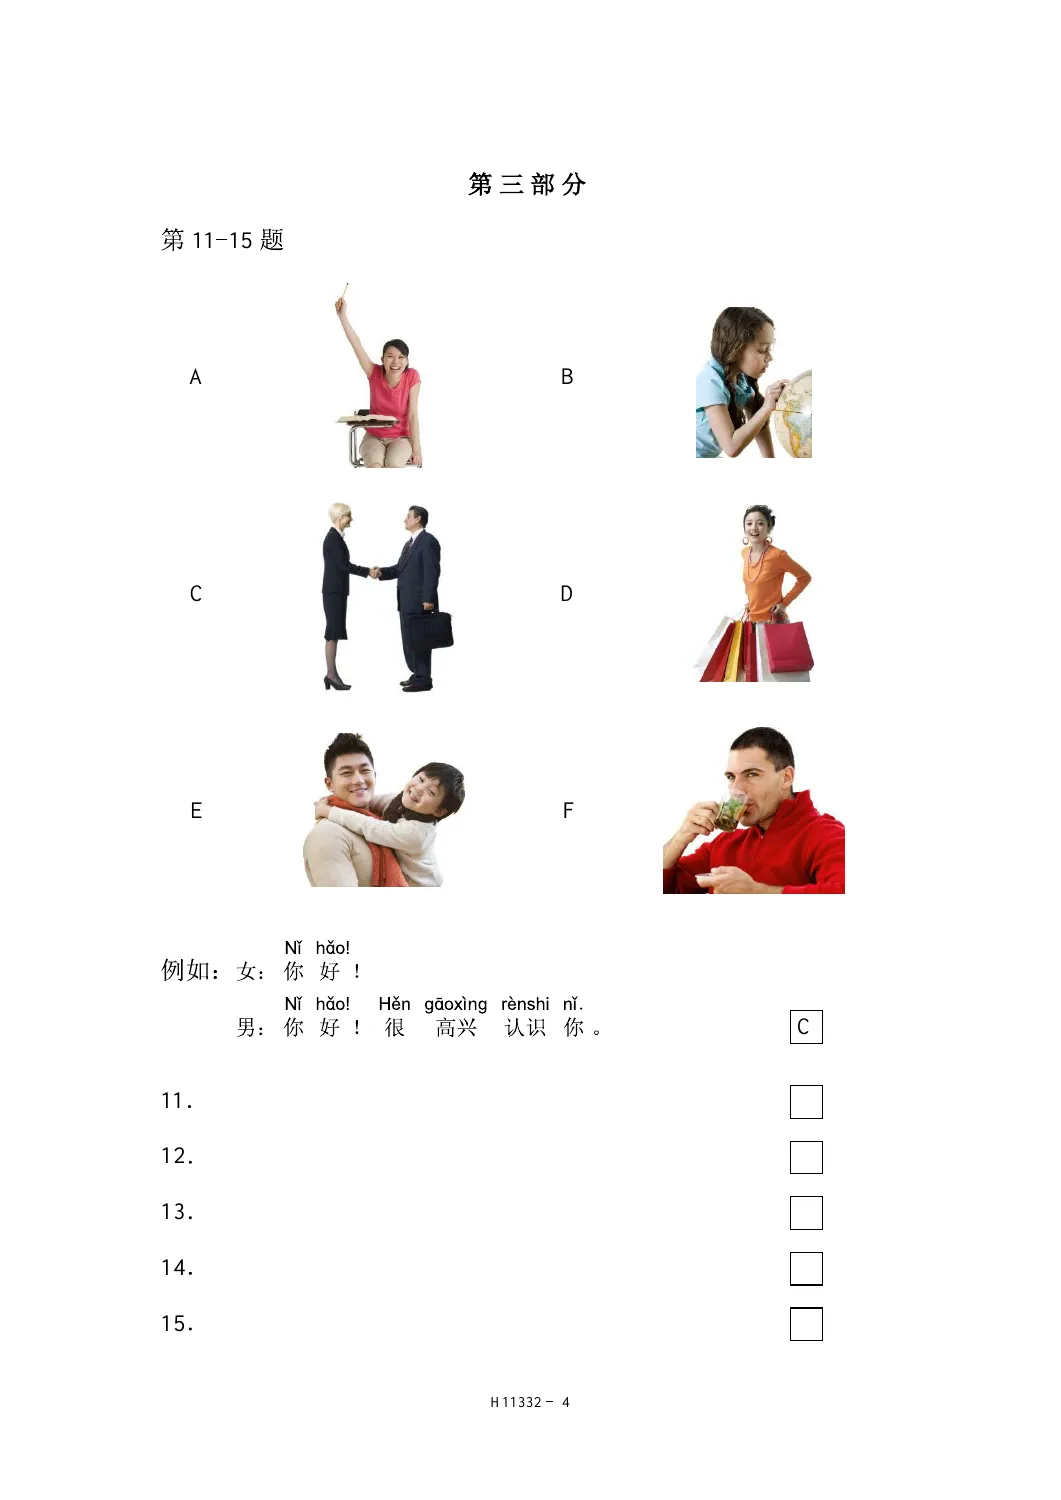 第三部分
第 11-15 题
A
B
C
D
E
F
Nǐ hǎo!
例如：女：你 好！
Nǐ hǎo! Hěn gāoxìng rènshi nǐ.
男：你 好！很 高兴 认识 你。
C
11.
12.
13.
14.
15.
H11332 - 4